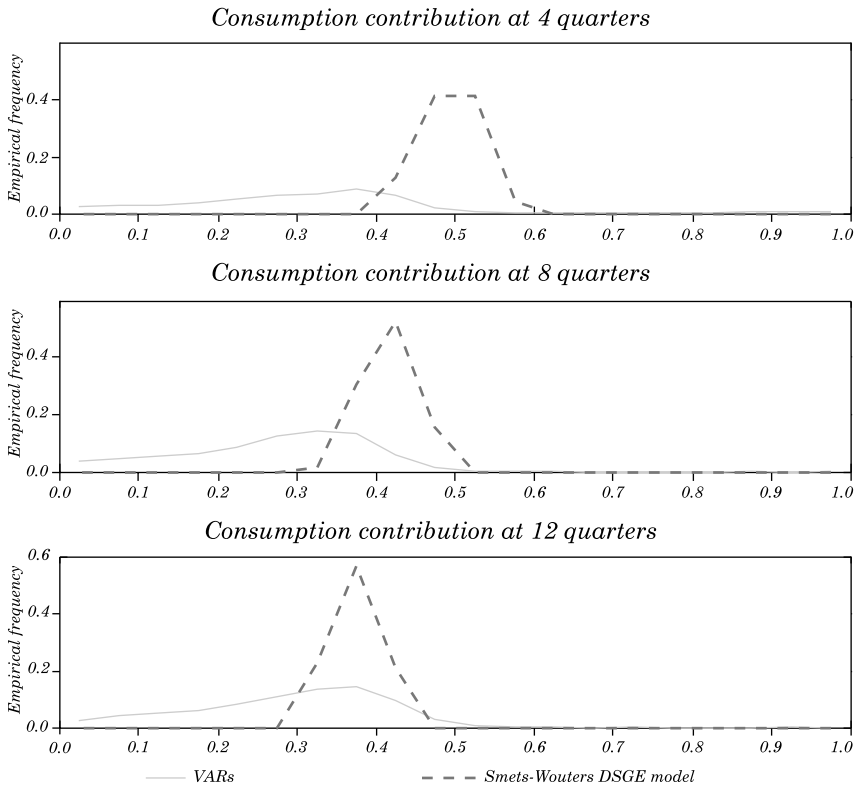 Consumption contribution at 4 quarters
Empirical frequency
0.4
0.2
0.0
0.0 0.1 0.2 0.3 0.4 0.5 0.6 0.7 0.8 0.9 1.0
Consumption contribution at 8 quarters
Empirical frequency
0.4
0.2
0.0
0.0 0.1 0.2 0.3 0.4 0.5 0.6 0.7 0.8 0.9 1.0
Consumption contribution at 12 quarters
Empirical frequency
0.6
0.4
0.2
0.0
0.0 0.1 0.2 0.3 0.4 0.5 0.6 0.7 0.8 0.9 1.0
VARs Smets-Wouters DSGE model